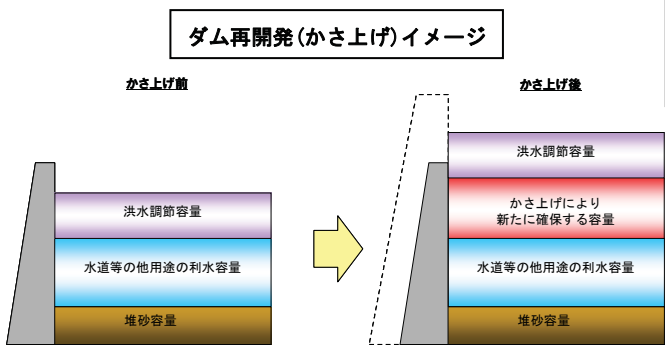 ダム再開発(かさ上げ)イメージ
かさ上げ前
洪水調節容量
水道等の他用途の利水容量
堆砂容量
かさ上げ後
洪水調節容量
かさ上げにより
新たに確保する容量
水道等の他用途の利水容量
堆砂容量